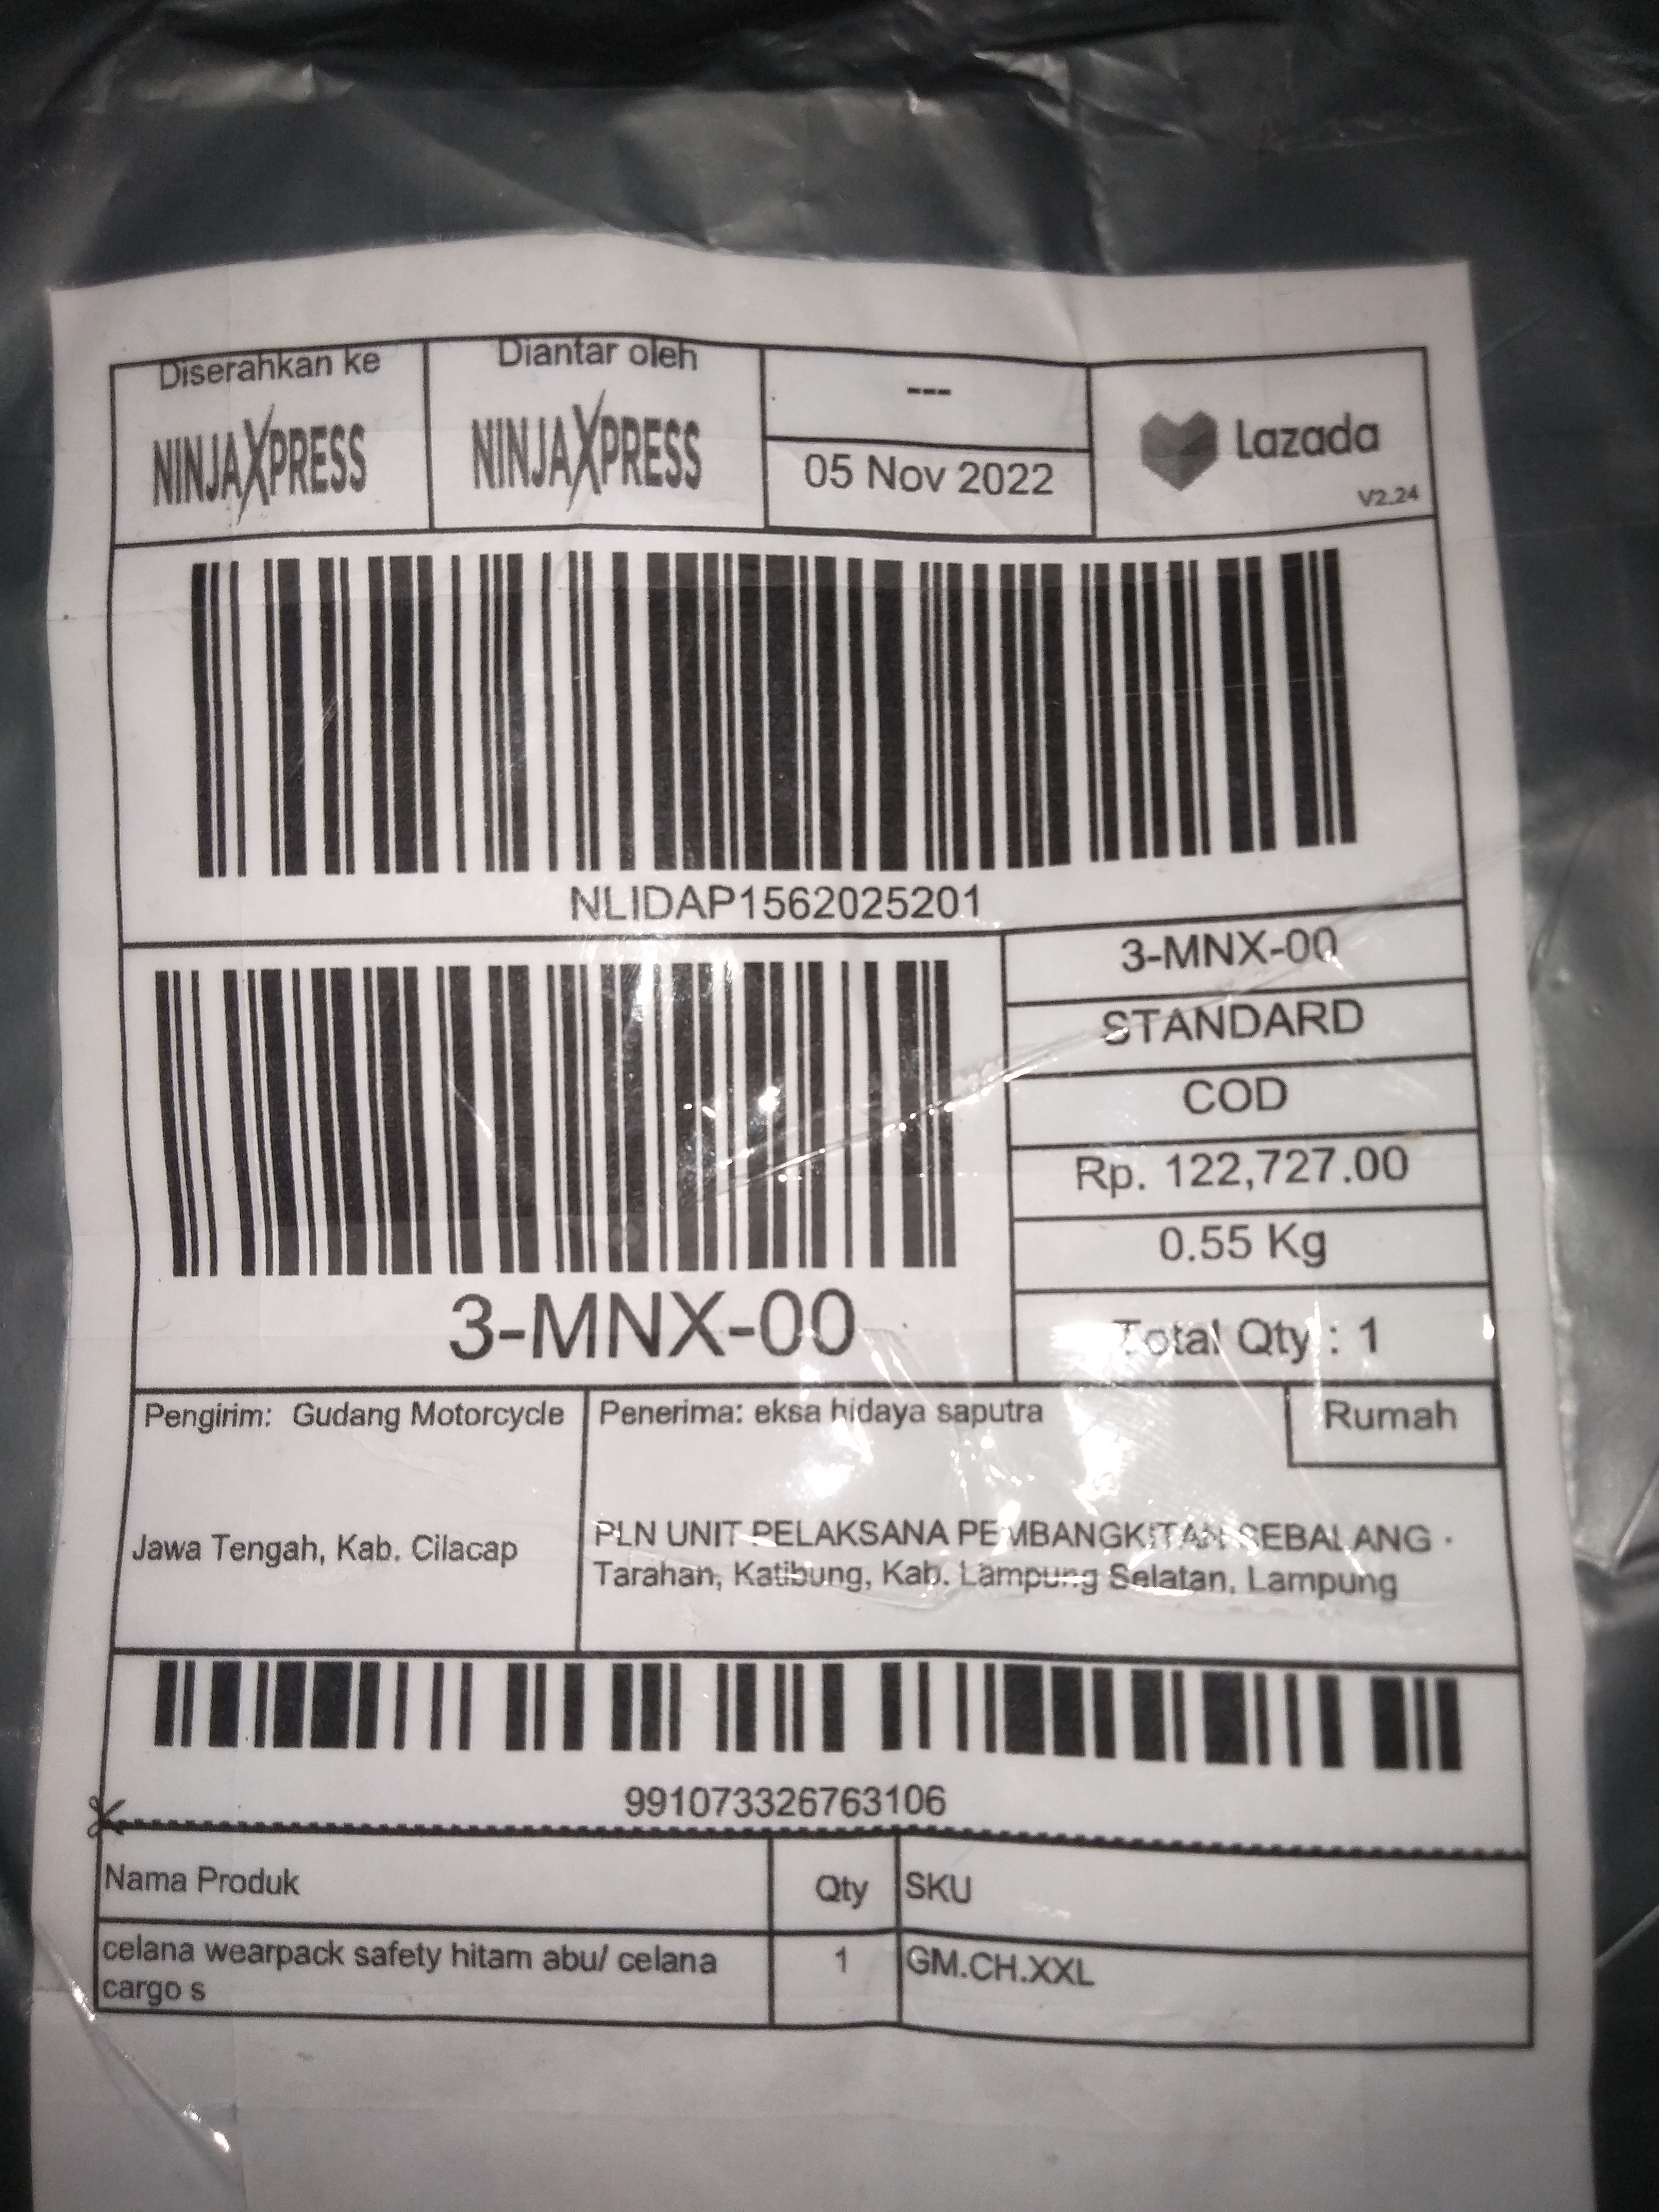 Diserahkan ke
NINJAXPRESS
Diantar oleh
NINJAXPRESS
---
05 Nov 2022
Lazada
V2.24
NLIDAP1562025201
3-MNX-00
3-MNX-00
STANDARD
COD
Rp. 122,727.00
0.55 Kg
Total Qty : 1
Pengirim: Gudang Motorcycle
Jawa Tengah, Kab. Cilacap
Penerima: eksa hidaya saputra
Rumah
PLN UNIT PELAKSANA PEMBANGKITAN SEBALANG ·
Tarahan, Katibung, Kab. Lampung Selatan, Lampung
991073326763106
Nama Produk
Qty
SKU
celana wearpack safety hitam abu/ celana
cargo s
1
GM.CH.XXL